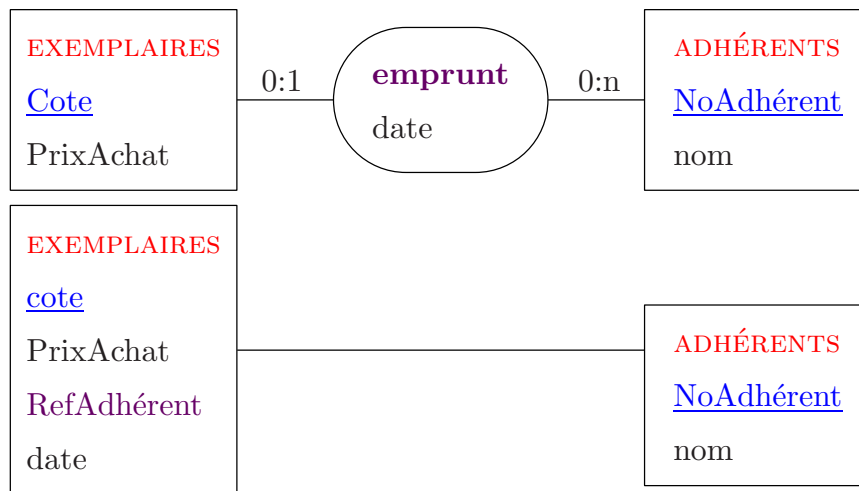 EXEMPLAIRES
Cote
PrixAchat
0:1
emprunt
date
0:n
ADHÉRENTS
NoAdhérent
nom
EXEMPLAIRES
cote
PrixAchat
RefAdhérent
date
ADHÉRENTS
NoAdhérent
nom